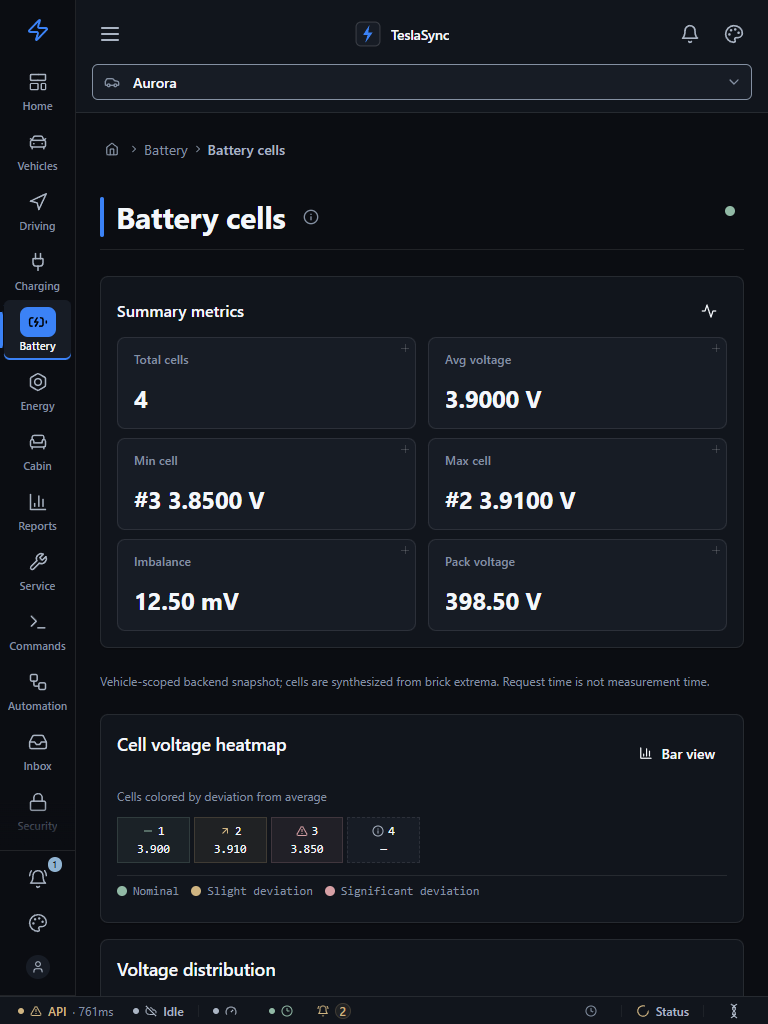 TeslaSync
Aurora
Home
Vehicles
Driving
Charging
Battery
Energy
Cabin
Reports
Service
Commands
Automation
Inbox
Security
1
Battery
Battery cells
Battery cells
Summary metrics
Total cells
4
Avg voltage
3.9000 V
Min cell
#3 3.8500 V
Max cell
#2 3.9100 V
Imbalance
12.50 mV
Pack voltage
398.50 V
Vehicle-scoped backend snapshot; cells are synthesized from brick extrema. Request time is not measurement time.
Cell voltage heatmap
Bar view
Cells colored by deviation from average
1
3.900
2
3.910
3
3.850
4
—
Nominal
Slight deviation
Significant deviation
Voltage distribution
API · 761ms
Idle
2
Status